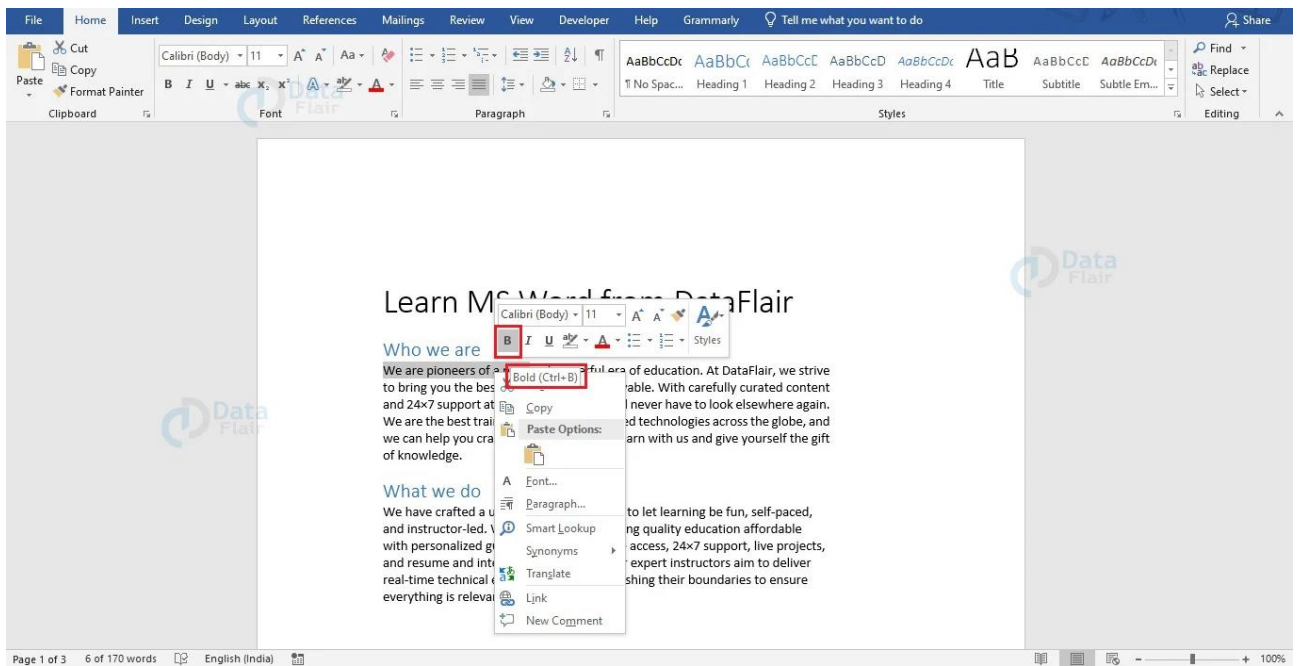 File Home Insert Design Layout References Mailings Review View Developer Help Grammarly Tell me what you want to do Share
Cut
Copy
Format Painter
Paste
Clipboard
Calibri (Body) 11 A A Aa
B I U abc X₂ X² A aby A
Font
Paragraph
AaBbCcDc AaBbCc AaBbCcD AaBbCcD AaBbCcDc AaB AaBbCcD AaBbCcDc
¶ No Spac... Heading 1 Heading 2 Heading 3 Heading 4 Title Subtitle Subtle Em...
Styles
Find
Replace
Select
Editing
Data
Flair
Data
Flair
Data
Flair
Learn MS Word from DataFlair
Calibri (Body) 11 A A
B I U aby A Styles
Bold (Ctrl+B)
Who we are
We are pioneers of a era of education. At DataFlair, we strive
to bring you the bes With carefully curated content
and 24×7 support at never have to look elsewhere again.
We are the best trai ed technologies across the globe, and
we can help you cra arn with us and give yourself the gift
of knowledge.
Copy
Paste Options:
Font...
Paragraph...
Smart Lookup
Synonyms
Translate
Link
New Comment
What we do
We have crafted a u to let learning be fun, self-paced,
and instructor-led. ng quality education affordable
with personalized g access, 24×7 support, live projects,
and resume and int expert instructors aim to deliver
real-time technical shing their boundaries to ensure
everything is releva
Page 1 of 3 6 of 170 words English (India) 100%